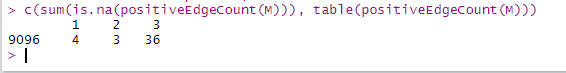 > c(sum(is.na(positiveEdgeCount(M))), table(positiveEdgeCount(M)))
1 2 3
9096 4 3 36
>